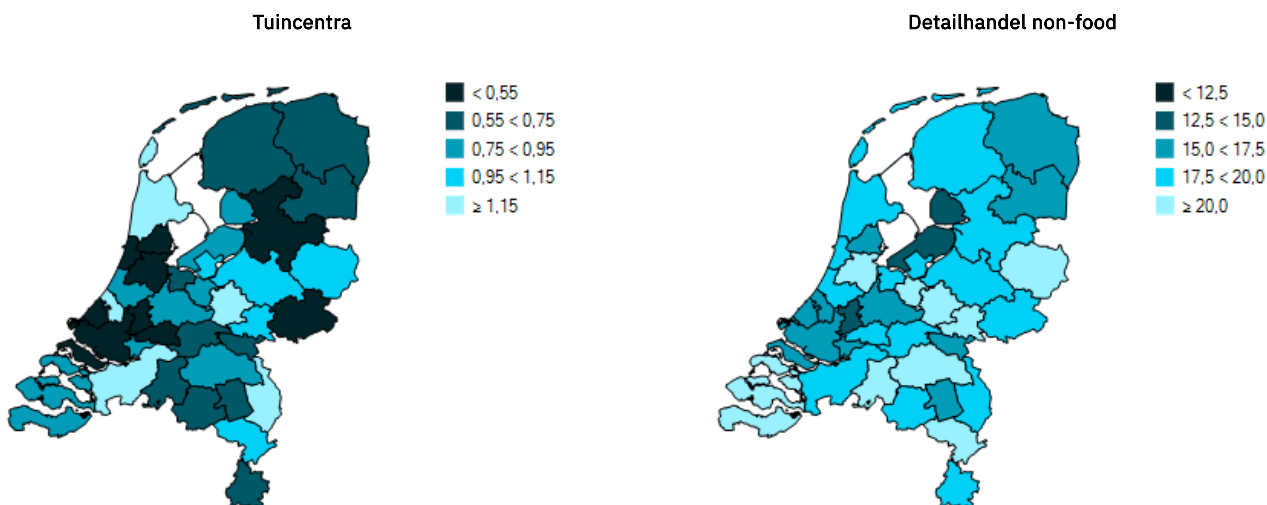 Tuincentra
< 0,55
0,55 < 0,75
0,75 < 0,95
0,95 < 1,15
≥ 1,15
Detailhandel non-food
< 12,5
12,5 < 15,0
15,0 < 17,5
17,5 < 20,0
≥ 20,0